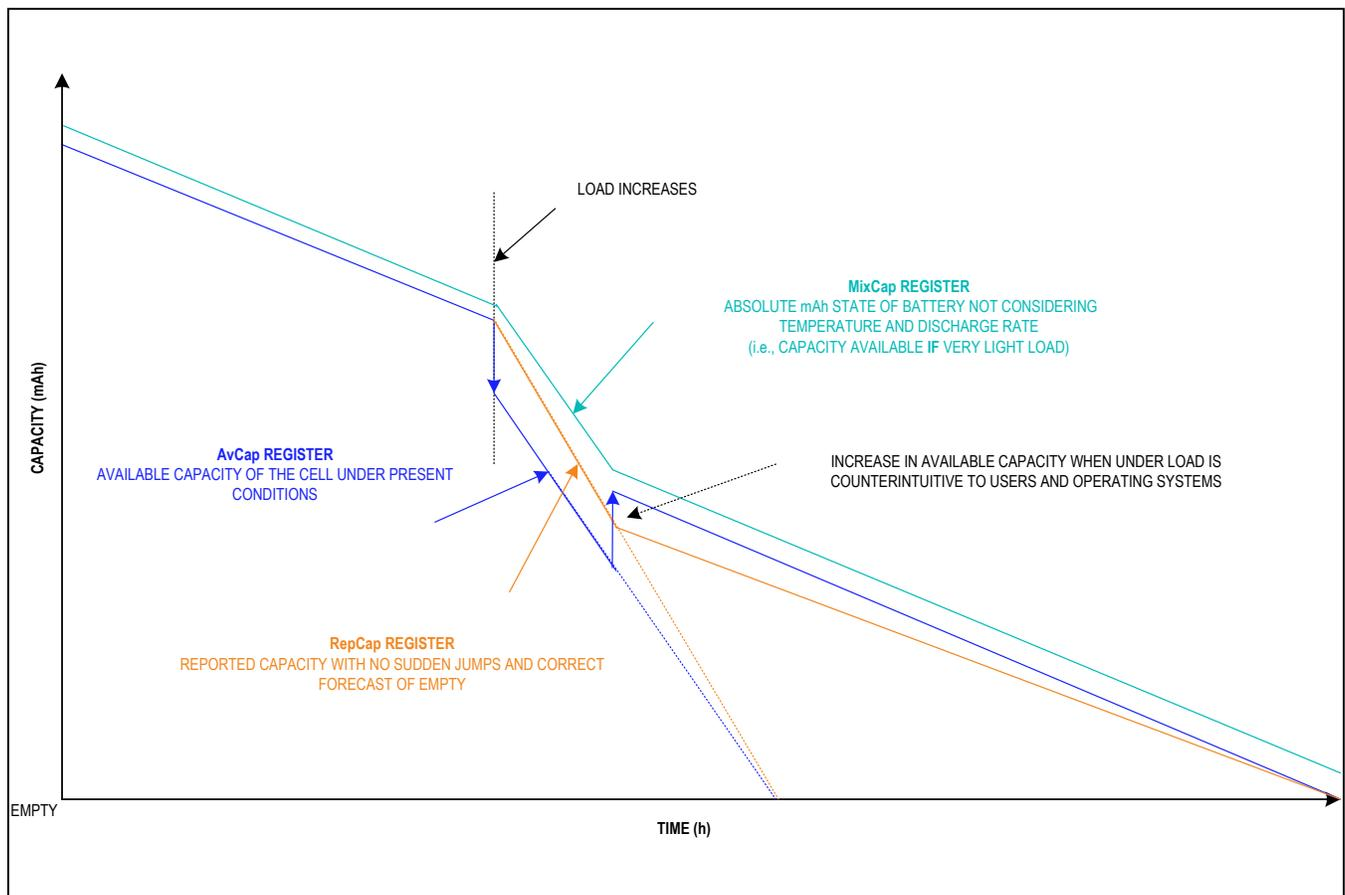 LOAD INCREASES
MixCap REGISTER
ABSOLUTE mAh STATE OF BATTERY NOT CONSIDERING
TEMPERATURE AND DISCHARGE RATE
(i.e., CAPACITY AVAILABLE IF VERY LIGHT LOAD)
CAPACITY (mAh)
AvCap REGISTER
AVAILABLE CAPACITY OF THE CELL UNDER PRESENT
CONDITIONS
INCREASE IN AVAILABLE CAPACITY WHEN UNDER LOAD IS
COUNTERINTUITIVE TO USERS AND OPERATING SYSTEMS
RepCap REGISTER
REPORTED CAPACITY WITH NO SUDDEN JUMPS AND CORRECT
FORECAST OF EMPTY
EMPTY
TIME (h)